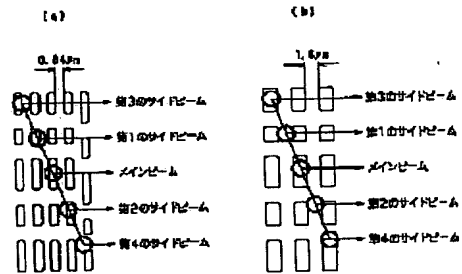 (a)
0.84μm
第3のサイドビーム
第1のサイドビーム
メインビーム
第2のサイドビーム
第4のサイドビーム
(b)
1.6μm
第3のサイドビーム
第1のサイドビーム
メインビーム
第2のサイドビーム
第4のサイドビーム